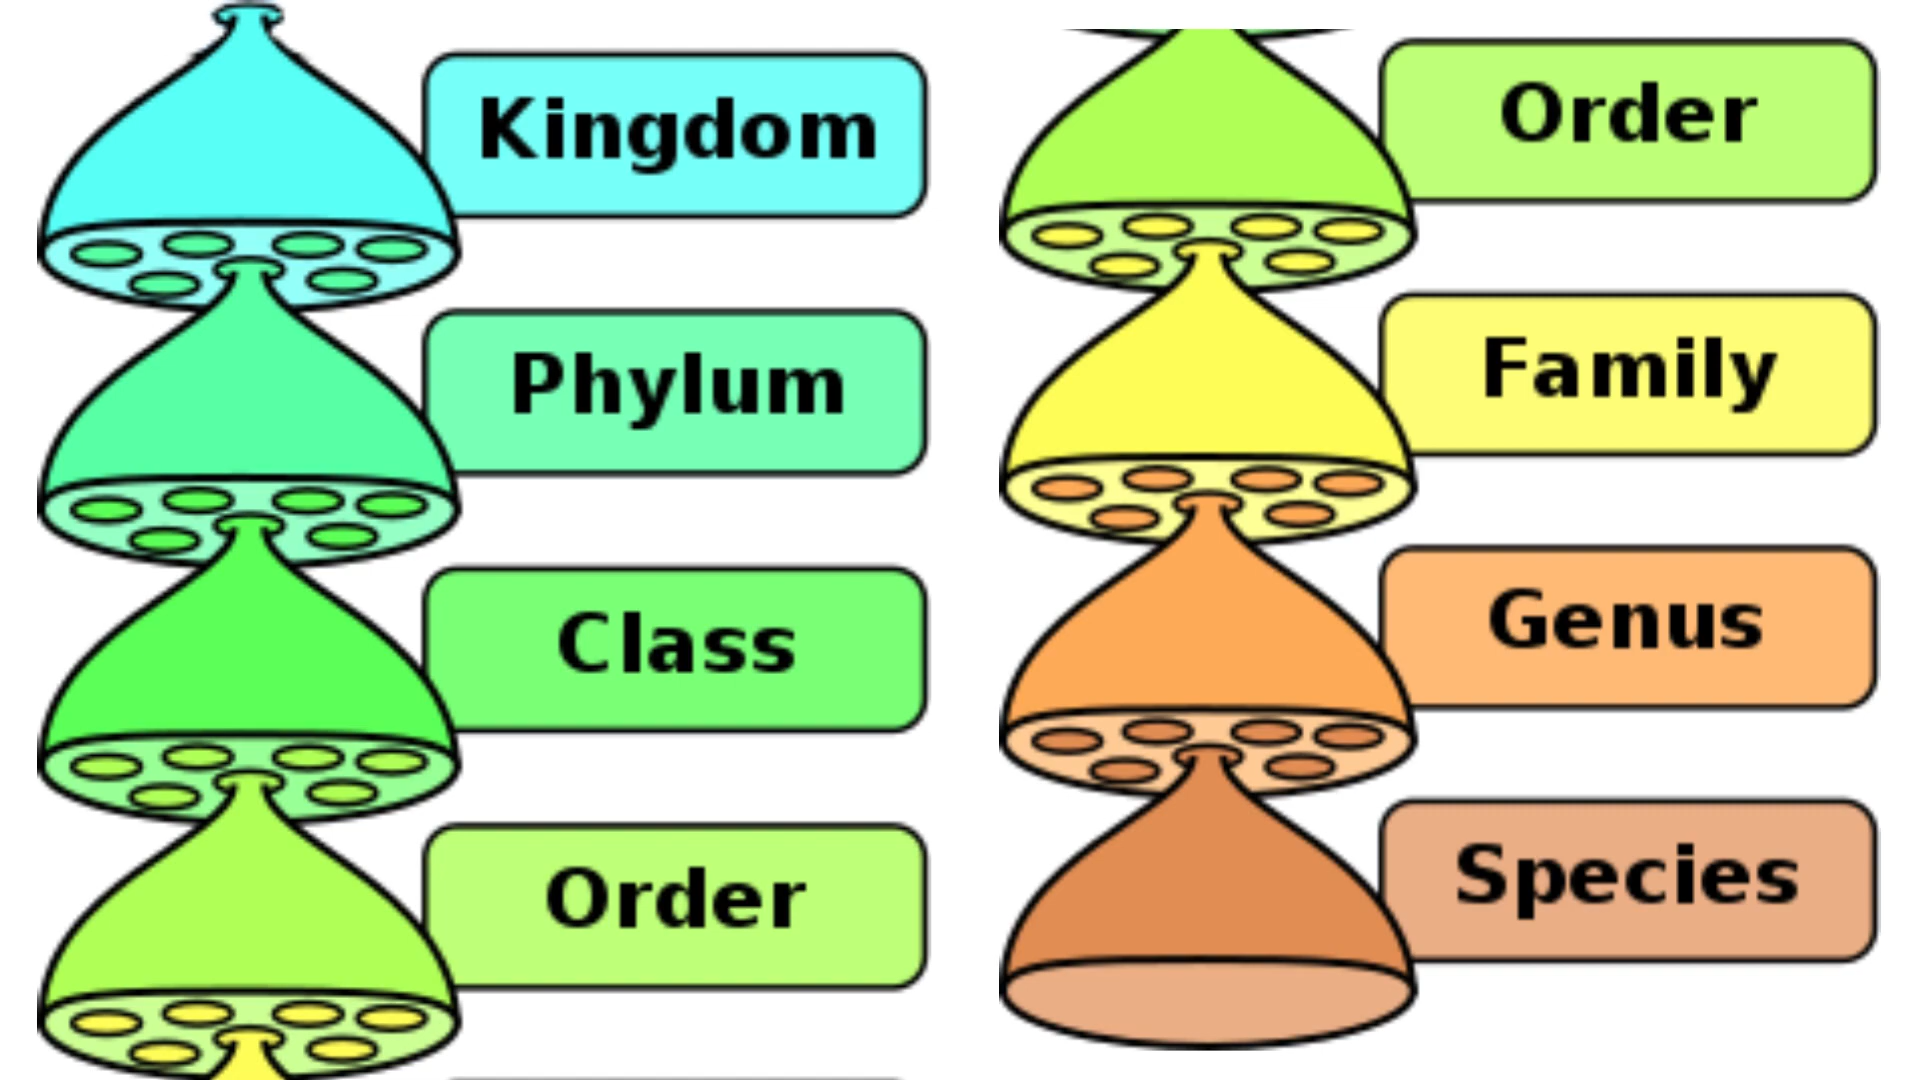 Kingdom
Phylum
Class
Order
Order
Family
Genus
Species